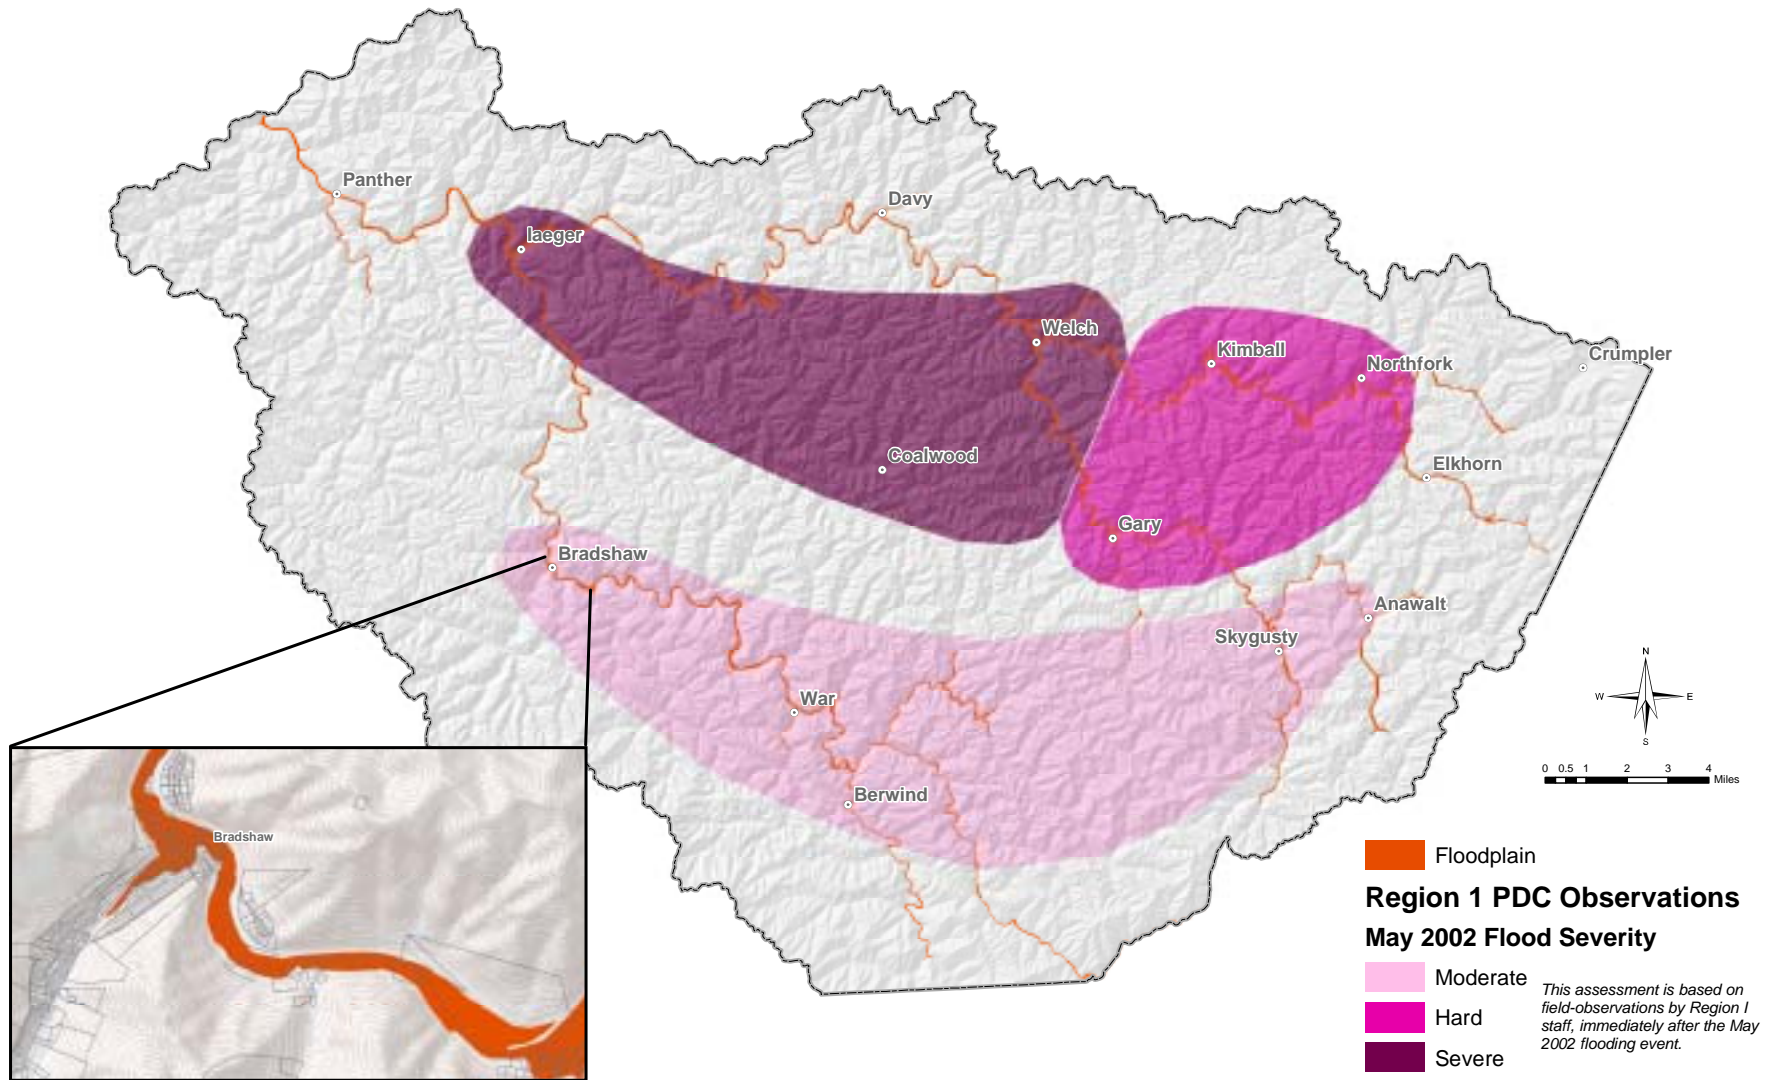 Panther
Davy
Iaeger
Welch
Kimball
Northfork
Crumpler
Coalwood
Elkhorn
Gary
Bradshaw
Anawalt
Skygusty
War
Berwind
Bradshaw
N
W E
S
0 0.5 1 2 3 4
Miles
Floodplain
Region 1 PDC Observations
May 2002 Flood Severity
Moderate
Hard
Severe
This assessment is based on
field-observations by Region I
staff, immediately after the May
2002 flooding event.